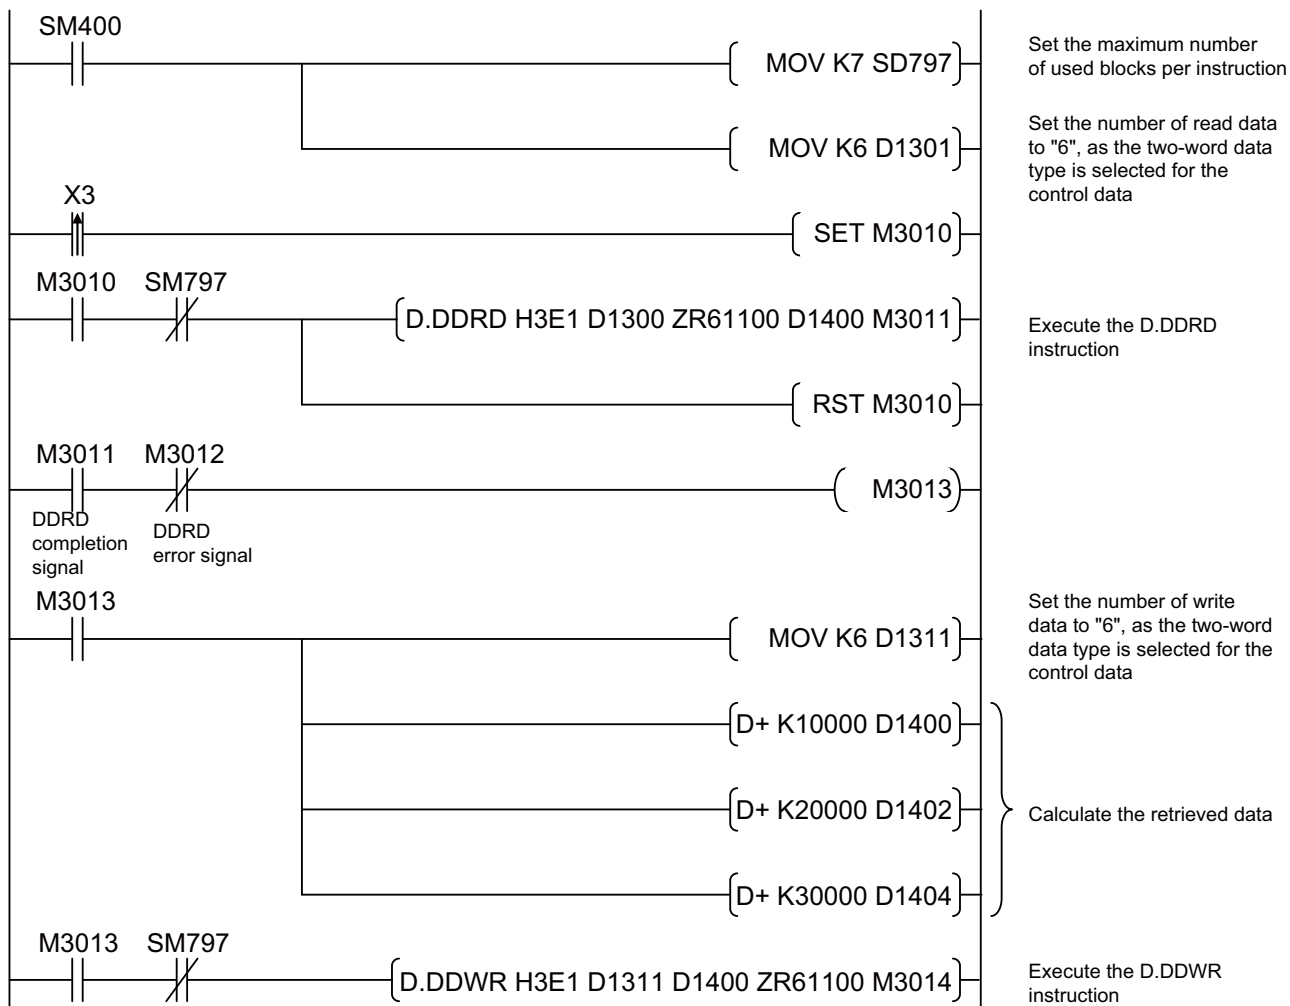 SM400
MOV K7 SD797
Set the maximum number
of used blocks per instruction
MOV K6 D1301
Set the number of read data
to "6", as the two-word data
type is selected for the
control data
X3
SET M3010
M3010 SM797
D.DDRD H3E1 D1300 ZR61100 D1400 M3011
Execute the D.DDRD
instruction
RST M3010
M3011 M3012
M3013
DDRD
completion
signal
DDRD
error signal
M3013
MOV K6 D1311
Set the number of write
data to "6", as the two-word
data type is selected for the
control data
D+ K10000 D1400
D+ K20000 D1402
Calculate the retrieved data
D+ K30000 D1404
M3013 SM797
D.DDWR H3E1 D1311 D1400 ZR61100 M3014
Execute the D.DDWR
instruction